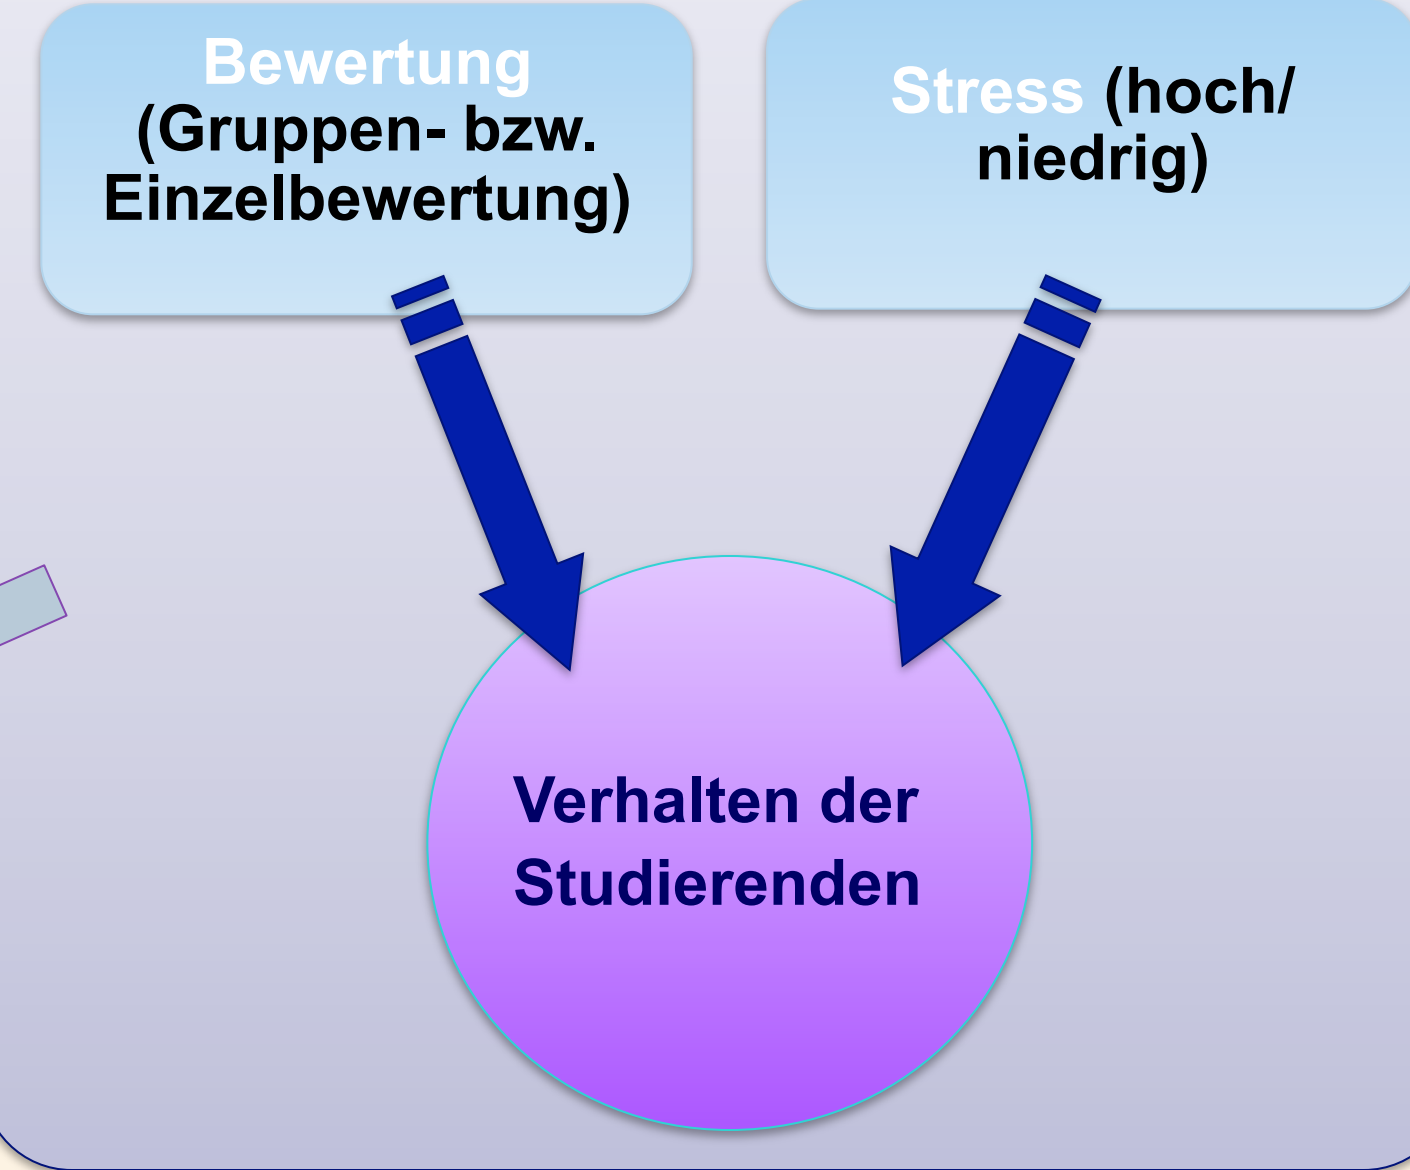 Bewertung
(Gruppen- bzw.
Einzelbewertung)
Stress (hoch/
niedrig)
Verhalten der
Studierenden